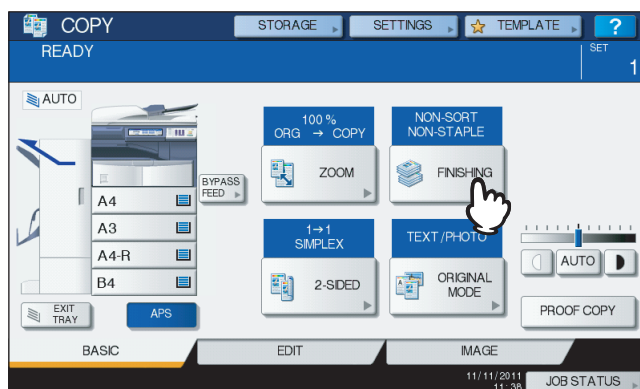 COPY
STORAGE
SETTINGS
TEMPLATE
?
READY
SET
1
AUTO
100 %
ORG → COPY
NON-SORT
NON-STAPLE
ZOOM
FINISHING
BYPASS
FEED
A4
A3
A4-R
B4
1→1
SIMPLEX
TEXT/PHOTO
2-SIDED
ORIGINAL
MODE
AUTO
EXIT
TRAY
APS
PROOF COPY
BASIC
EDIT
IMAGE
11/11/2011
11:38
JOB STATUS